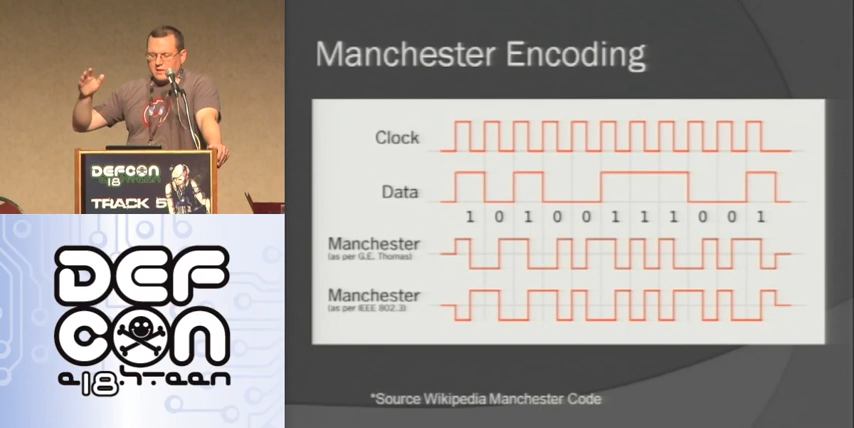 DEFCON
18
TRACK 5
DEF
CON
Manchester Encoding
Clock
Data
1 0 1 0 0 1 1 1 0 0 1
Manchester
(as per G.E. Thomas)
Manchester
(as per IEEE 802.3)
*Source Wikipedia Manchester Code